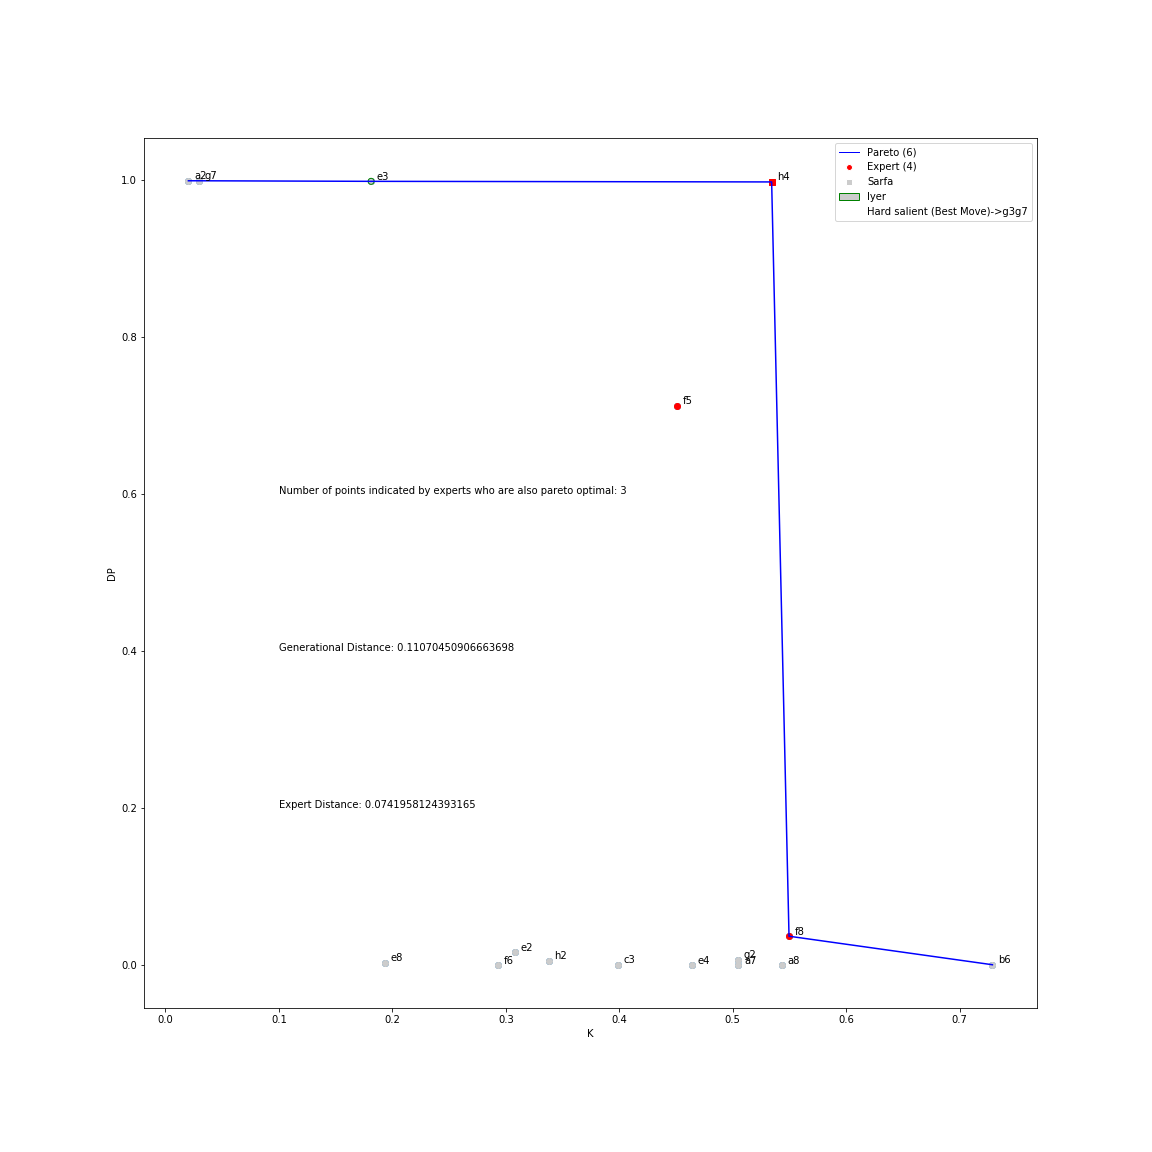 Pareto (6)
Expert (4)
Sarfa
Iyer
Hard salient (Best Move)->g3g7
1.0
a2
g7
e3
h4
0.8
f5
0.6
Number of points indicated by experts who are also pareto optimal: 3
DP
0.4
Generational Distance: 0.11070450906663698
0.2
Expert Distance: 0.0741958124393165
f8
0.0
e8
f6
e2
h2
c3
e4
g2
a7
a8
b6
0.0 0.1 0.2 0.3 0.4 0.5 0.6 0.7
K